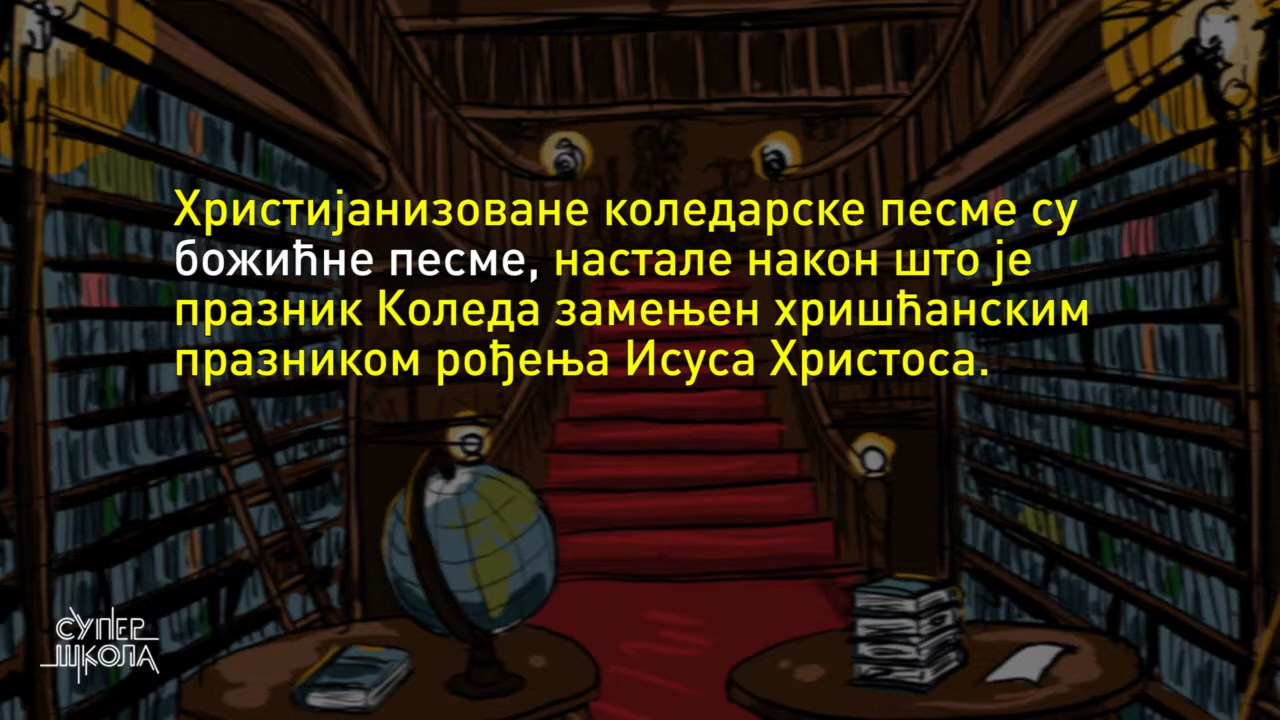 Христијанизоване коледарске песме су
божићне песме, настале након што је
празник Коледа замењен хришћанским
празником рођења Исуса Христоса.
СУПЕР
ШКОЛА